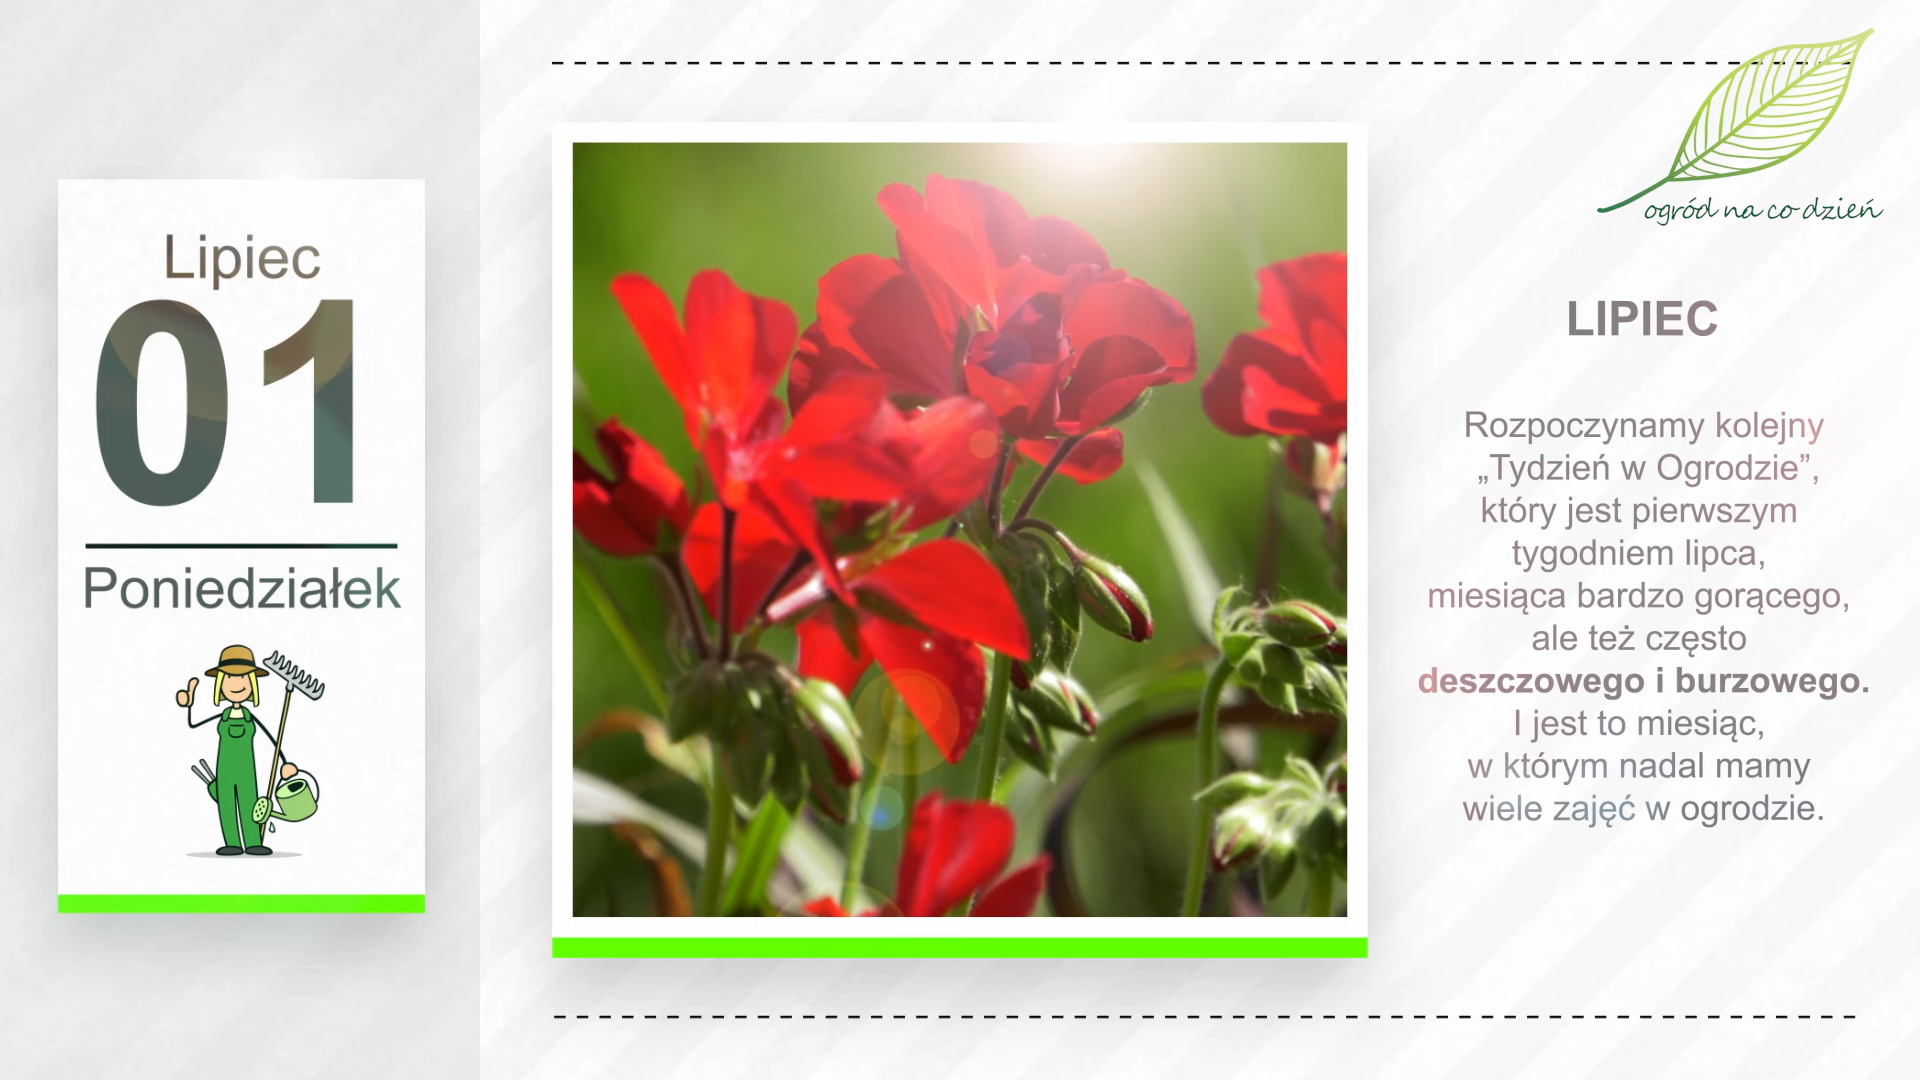 Lipiec
01
Poniedziałek
ogród na co dzień
LIPIEC
Rozpoczynamy kolejny
„Tydzień w Ogrodzie”,
który jest pierwszym
tygodniem lipca,
miesiąca bardzo gorącego,
ale też często
deszczowego i burzowego.
I jest to miesiąc,
w którym nadal mamy
wiele zajęć w ogrodzie.